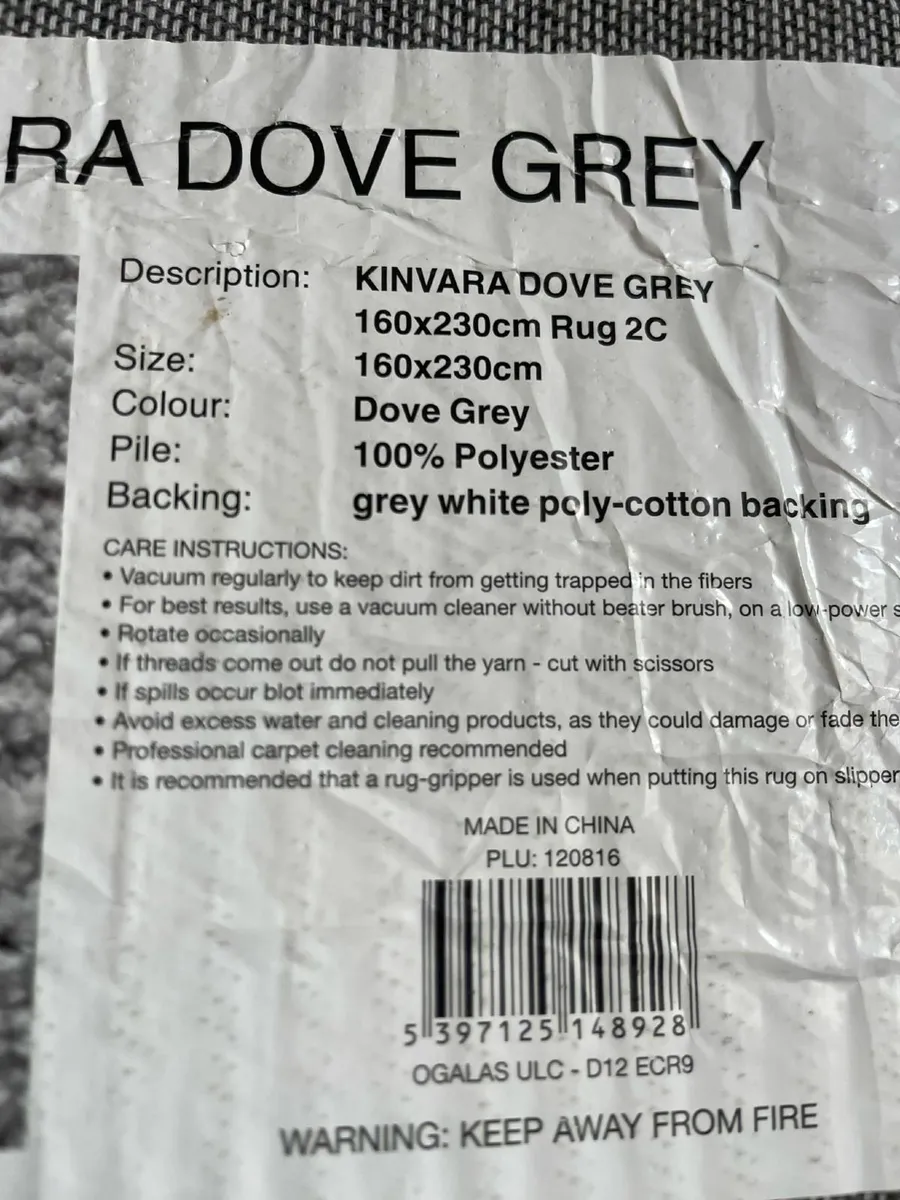 RA DOVE GREY
Description: KINVARA DOVE GREY
160x230cm Rug 2C
Size: 160x230cm
Colour: Dove Grey
Pile: 100% Polyester
Backing: grey white poly-cotton backing
CARE INSTRUCTIONS:
• Vacuum regularly to keep dirt from getting trapped in the fibers
• For best results, use a vacuum cleaner without beater brush, on a low-power s
• Rotate occasionally
• If threads come out do not pull the yarn - cut with scissors
• If spills occur blot immediately
• Avoid excess water and cleaning products, as they could damage or fade the
• Professional carpet cleaning recommended
• It is recommended that a rug-gripper is used when putting this rug on slipper
MADE IN CHINA
PLU: 120816
5 397125 148928
OGALAS ULC - D12 ECR9
WARNING: KEEP AWAY FROM FIRE